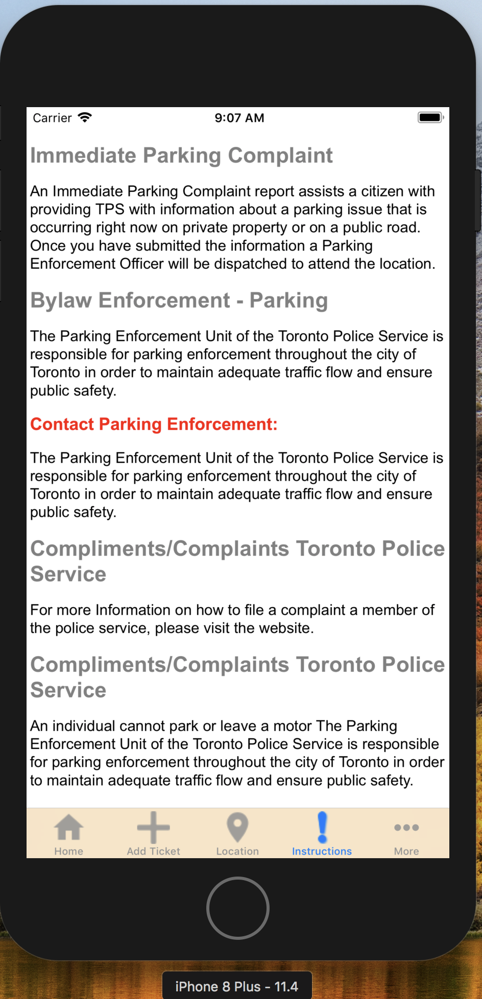 Carrier 9:07 AM
Immediate Parking Complaint
An Immediate Parking Complaint report assists a citizen with
providing TPS with information about a parking issue that is
occurring right now on private property or on a public road.
Once you have submitted the information a Parking
Enforcement Officer will be dispatched to attend the location.
Bylaw Enforcement - Parking
The Parking Enforcement Unit of the Toronto Police Service is
responsible for parking enforcement throughout the city of
Toronto in order to maintain adequate traffic flow and ensure
public safety.
Contact Parking Enforcement:
The Parking Enforcement Unit of the Toronto Police Service is
responsible for parking enforcement throughout the city of
Toronto in order to maintain adequate traffic flow and ensure
public safety.
Compliments/Complaints Toronto Police
Service
For more Information on how to file a complaint a member of
the police service, please visit the website.
Compliments/Complaints Toronto Police
Service
An individual cannot park or leave a motor The Parking
Enforcement Unit of the Toronto Police Service is responsible
for parking enforcement throughout the city of Toronto in order
to maintain adequate traffic flow and ensure public safety.
Home Add Ticket Location Instructions More
iPhone 8 Plus - 11.4